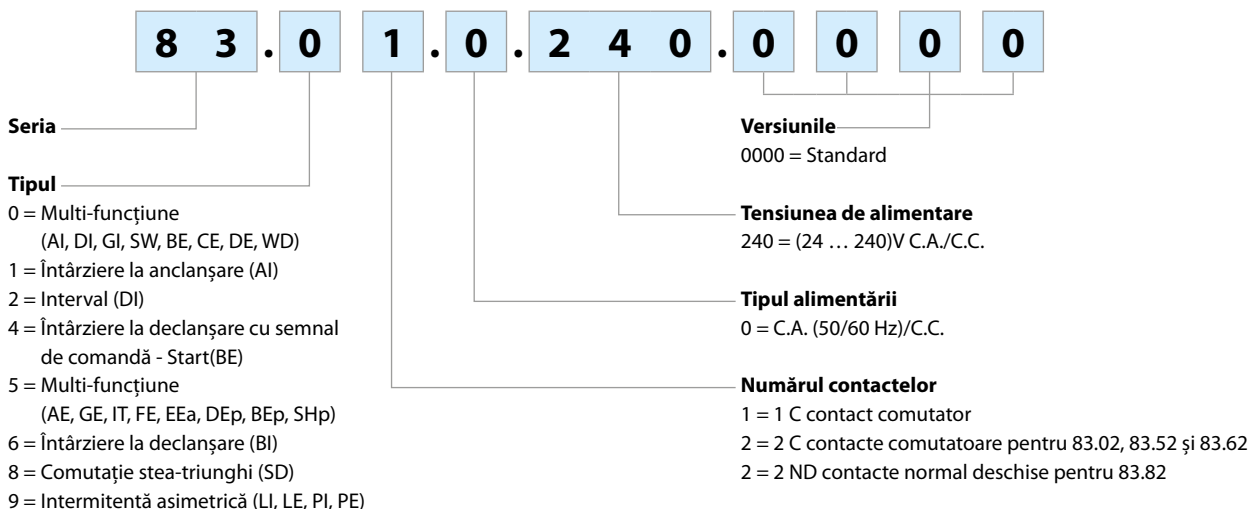 8 3 . 0 1 . 0 . 2 4 0 . 0 0 0 0
Seria
Tipul
0 = Multi-funcțiune
(AI, DI, GI, SW, BE, CE, DE, WD)
1 = Întârziere la anclanșare (AI)
2 = Interval (DI)
4 = Întârziere la declanșare cu semnal
de comandă - Start(BE)
5 = Multi-funcțiune
(AE, GE, IT, FE, EEa, DEp, BEp, SHp)
6 = Întârziere la declanșare (BI)
8 = Comutație stea-triunghi (SD)
9 = Intermitentă asimetrică (LI, LE, PI, PE)
Versiunile
0000 = Standard
Tensiunea de alimentare
240 = (24 … 240)V C.A./C.C.
Tipul alimentării
0 = C.A. (50/60 Hz)/C.C.
Numărul contactelor
1 = 1 C contact comutator
2 = 2 C contacte comutatoare pentru 83.02, 83.52 și 83.62
2 = 2 ND contacte normal deschise pentru 83.82